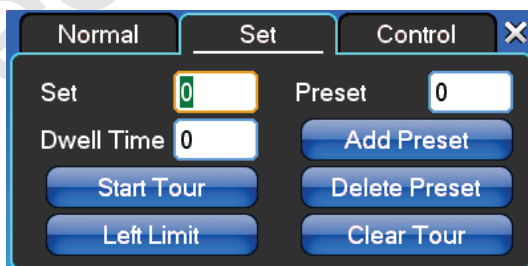 Normal Set Control
Set 0 Preset 0
Dwell Time 0 Add Preset
Start Tour Delete Preset
Left Limit Clear Tour